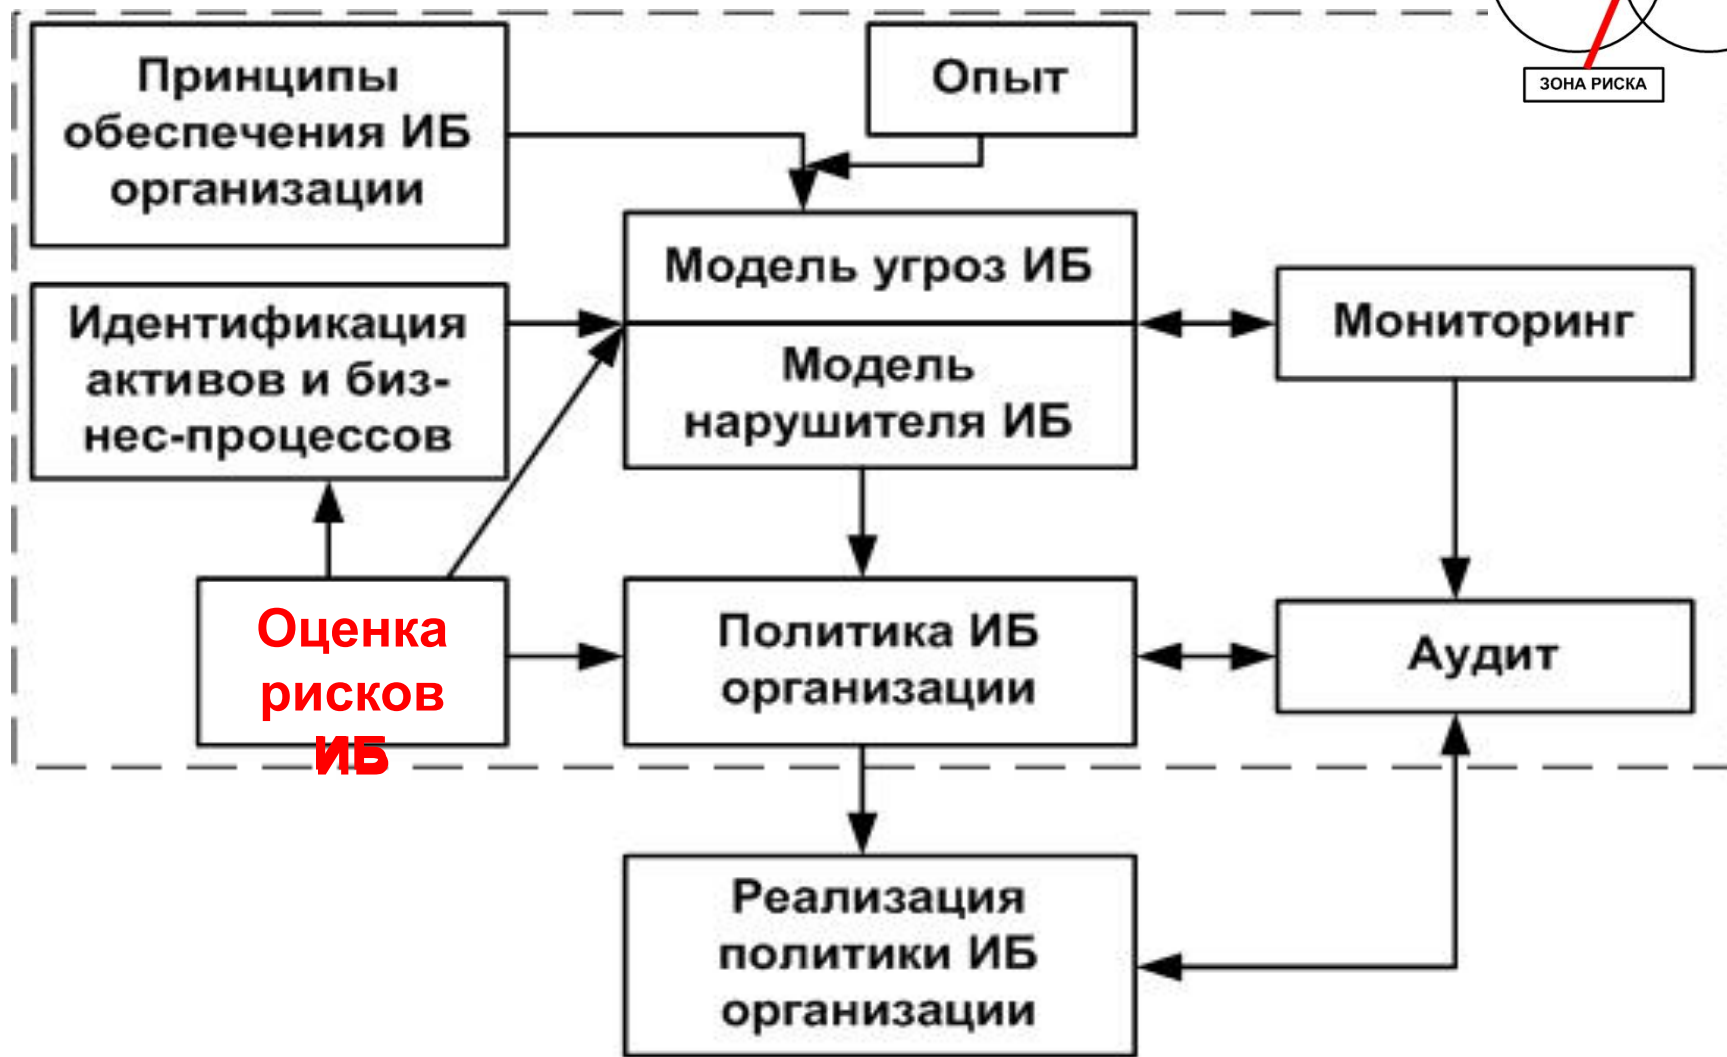 Принципы
обеспечения ИБ
организации
Опыт
ЗОНА РИСКА
Модель угроз ИБ
Модель
нарушителя ИБ
Мониторинг
Идентификация
активов и биз-
нес-процессов
Оценка
рисков
ИБ
Политика ИБ
организации
Аудит
Реализация
политики ИБ
организации